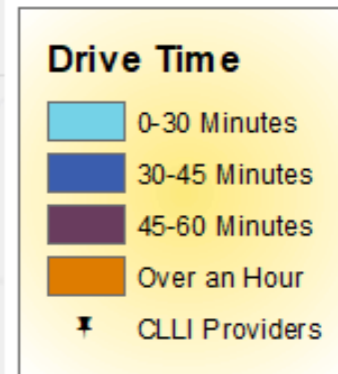 Drive Time
0-30 Minutes
30-45 Minutes
45-60 Minutes
Over an Hour
CLLI Providers